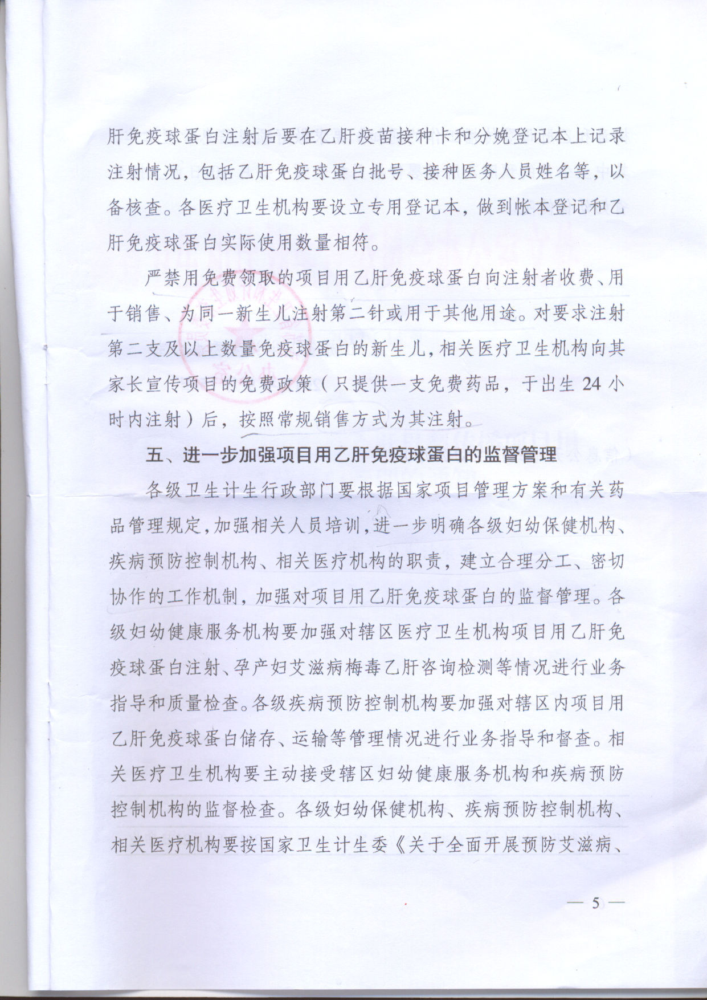 肝免疫球蛋白注射后要在乙肝疫苗接种卡和分娩登记本上记录
注射情况，包括乙肝免疫球蛋白批号、接种医务人员姓名等，以
备核查。各医疗卫生机构要设立专用登记本，做到帐本登记和乙
肝免疫球蛋白实际使用数量相符。
严禁用免费领取的项目用乙肝免疫球蛋白向注射者收费、用
于销售、为同一新生儿注射第二针或用于其他用途。对要求注射
第二支及以上数量免疫球蛋白的新生儿，相关医疗卫生机构向其
家长宣传项目的免费政策（只提供一支免费药品，于出生 24 小
时内注射）后，按照常规销售方式为其注射。
五、进一步加强项目用乙肝免疫球蛋白的监督管理
各级卫生计生行政部门要根据国家项目管理方案和有关药
品管理规定，加强相关人员培训，进一步明确各级妇幼保健机构、
疾病预防控制机构、相关医疗机构的职责，建立合理分工、密切
协作的工作机制，加强对项目用乙肝免疫球蛋白的监督管理。各
级妇幼健康服务机构要加强对辖区医疗卫生机构项目用乙肝免
疫球蛋白注射、孕产妇艾滋病梅毒乙肝咨询检测等情况进行业务
指导和质量检查。各级疾病预防控制机构要加强对辖区内项目用
乙肝免疫球蛋白储存、运输等管理情况进行业务指导和督查。相
关医疗卫生机构要主动接受辖区妇幼健康服务机构和疾病预防
控制机构的监督检查。各级妇幼保健机构、疾病预防控制机构、
相关医疗机构要按国家卫生计生委《关于全面开展预防艾滋病、
— 5 —